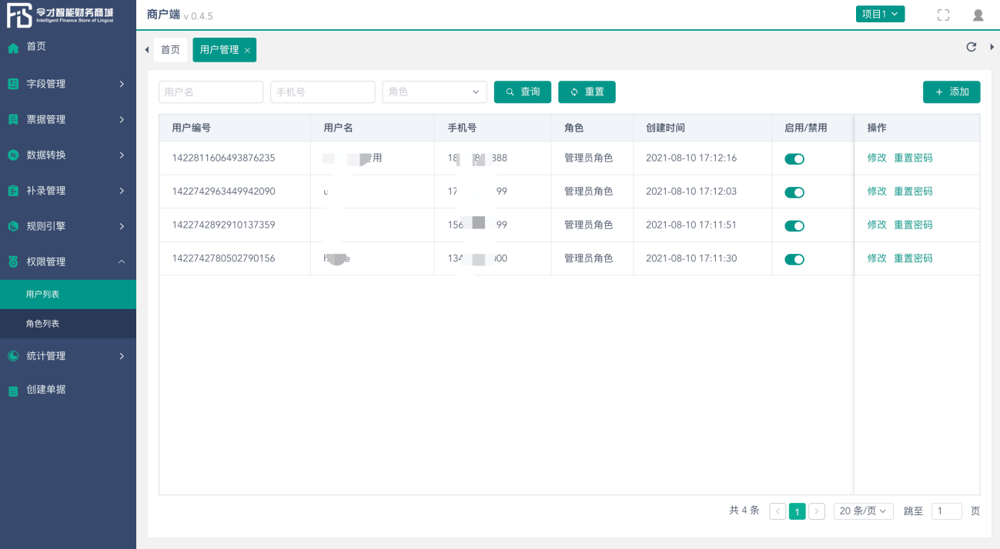 FiS 令才智能财务商城
Intelligent Finance Store of Lingcai
商户端 v 0.4.5
项目1
首页
字段管理
票据管理
数据转换
补录管理
规则引擎
权限管理
用户列表
角色列表
统计管理
创建单据
首页 用户管理 ×
用户名 手机号 角色 查询 重置 + 添加
用户编号 用户名 手机号 角色 创建时间 启用/禁用 操作
1422811606493876235 用 18 8 888 管理员角色 2021-08-10 17:12:16 修改 重置密码
1422742963449942090 u 17 99 管理员角色 2021-08-10 17:12:03 修改 重置密码
1422742892910137359 156 99 管理员角色 2021-08-10 17:11:51 修改 重置密码
1422742780502790156 h e 134 00 管理员角色 2021-08-10 17:11:30 修改 重置密码
共 4 条 < 1 > 20 条/页 跳至 1 页